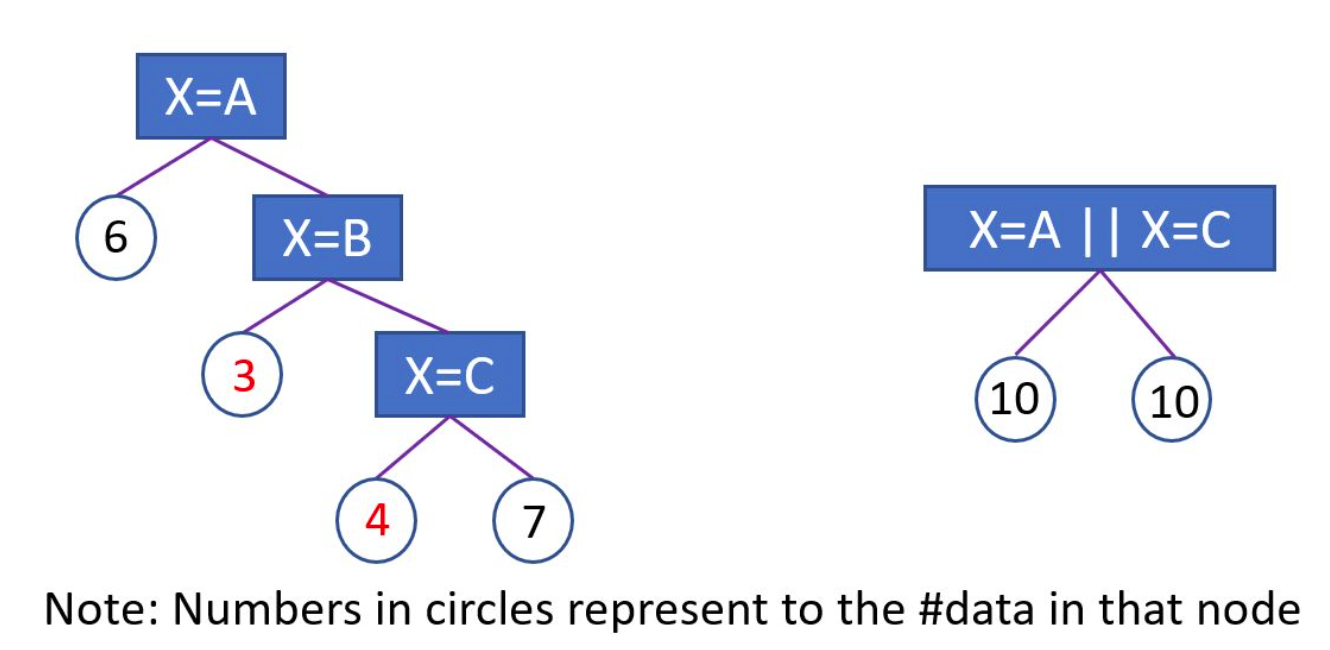 X=A
6
X=B
X=A || X=C
3
X=C
10
10
4
7
Note: Numbers in circles represent to the #data in that node